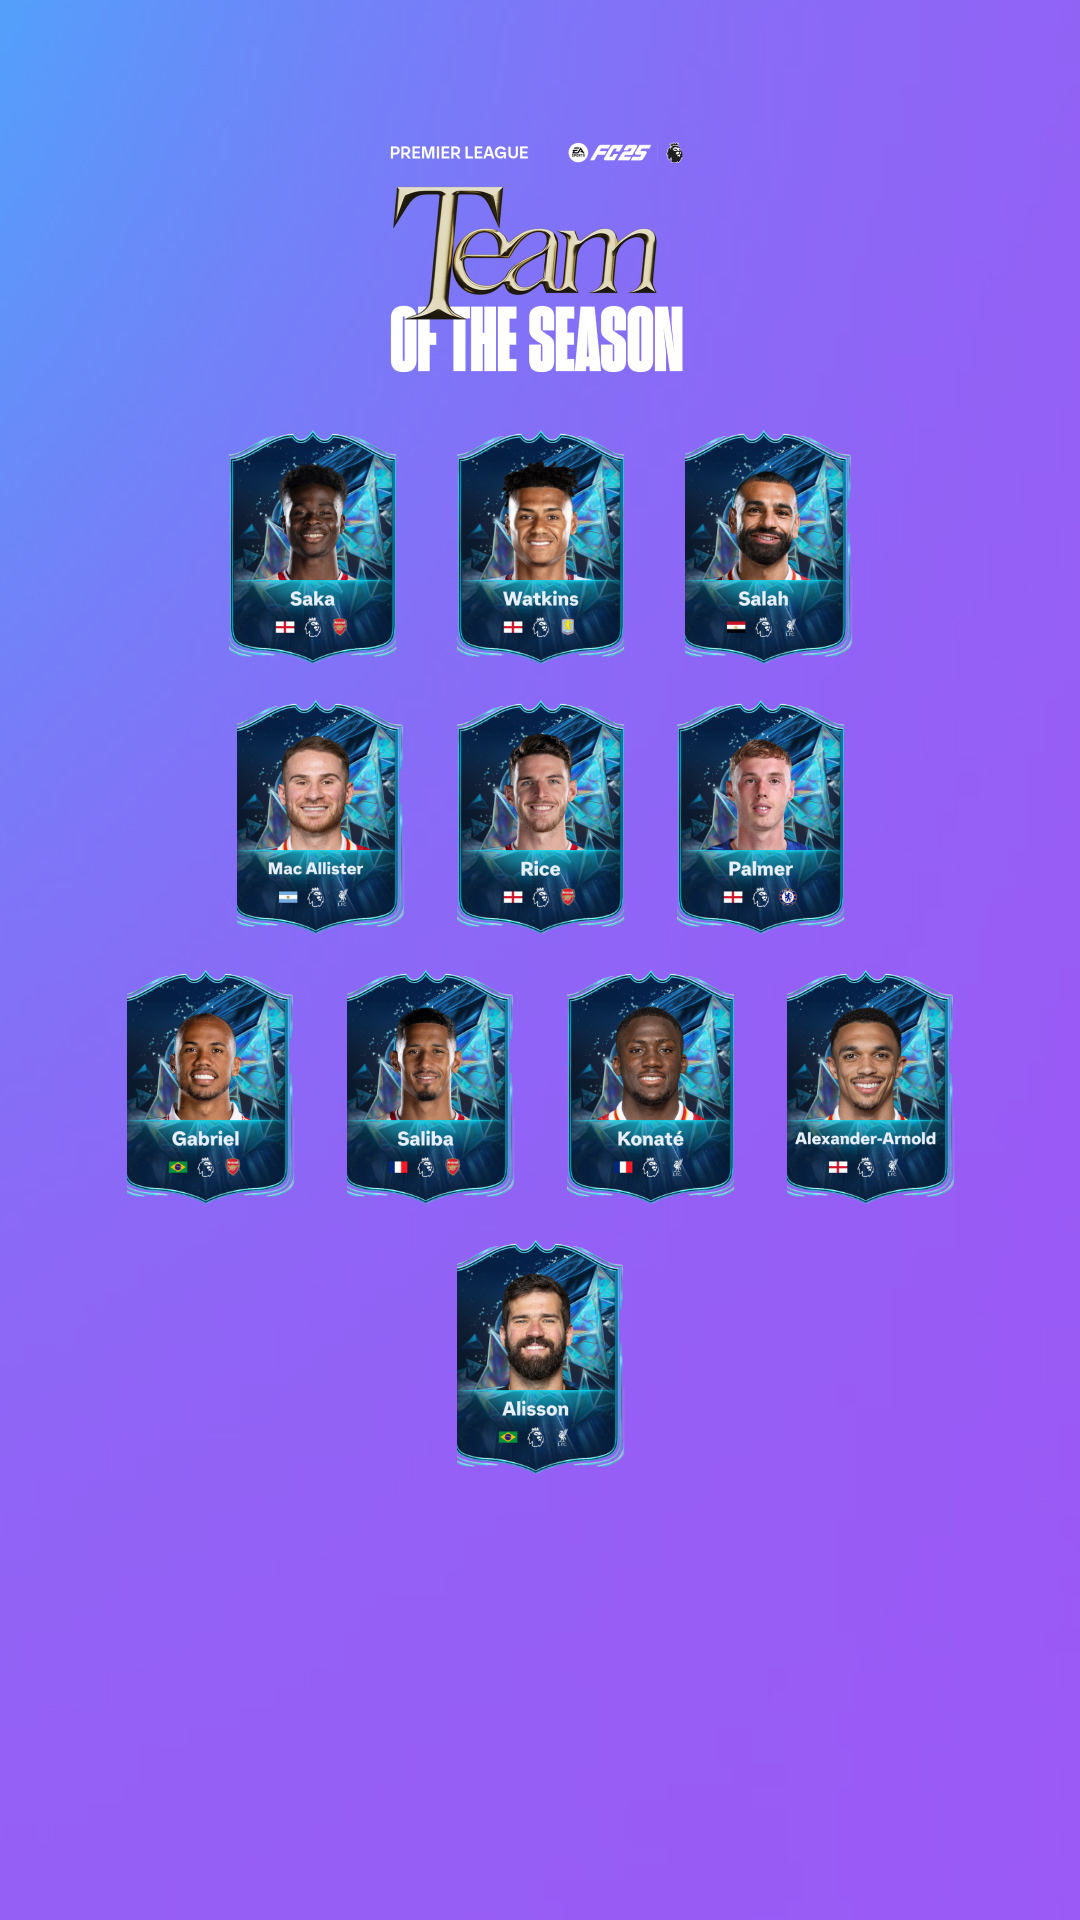 PREMIER LEAGUE EA SPORTS FC25
Team
OF THE SEASON
Saka Watkins Salah
Mac Allister Rice Palmer
Gabriel Saliba Konaté Alexander-Arnold
Alisson